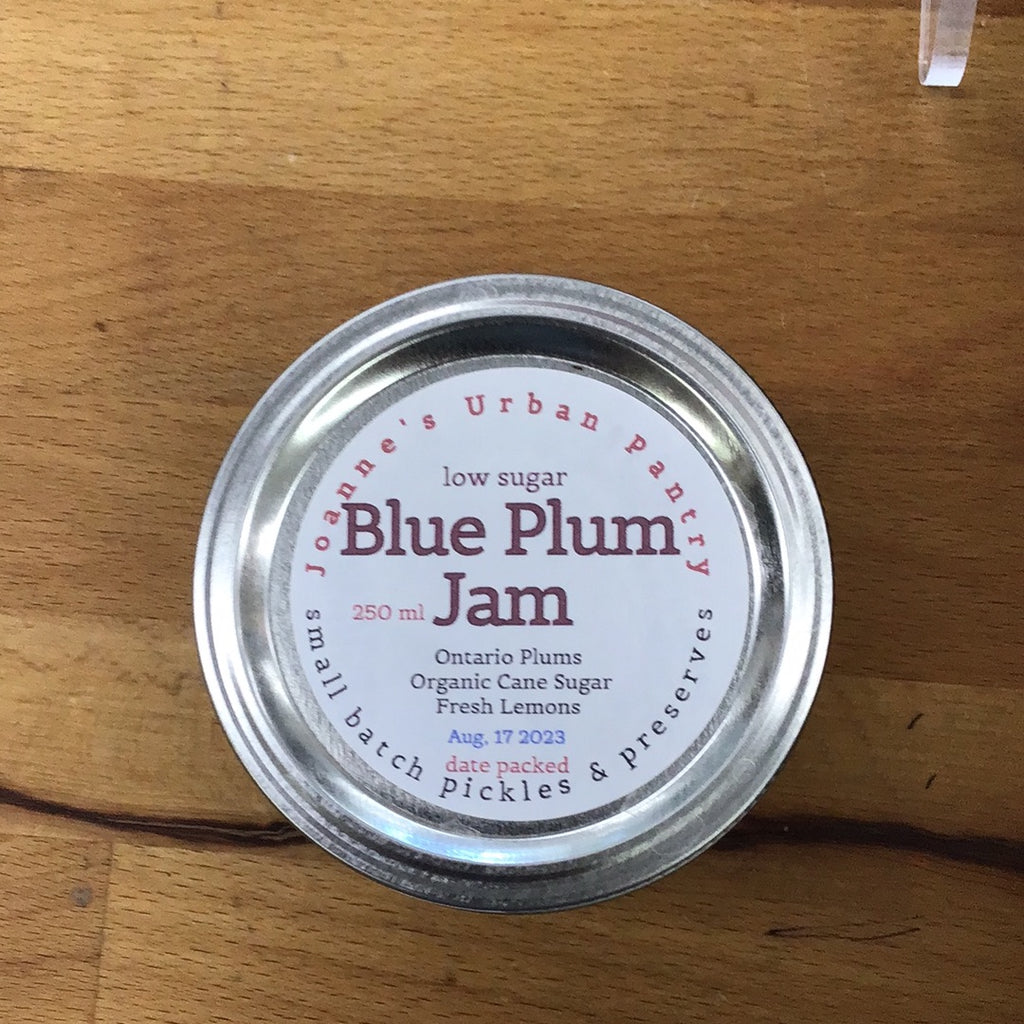 Joanne's Urban Pantry
low sugar
Blue Plum
Jam
250 ml
Ontario Plums
Organic Cane Sugar
Fresh Lemons
Aug, 17 2023
date packed
small batch pickles & preserves